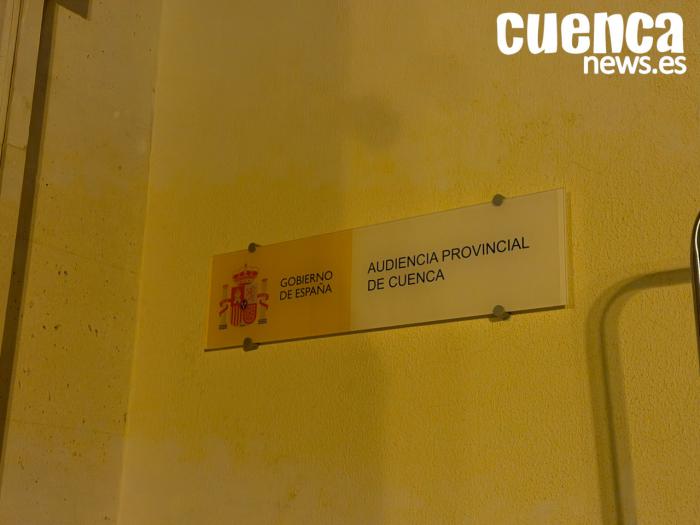 cuenca
news.es
GOBIERNO
DE ESPAÑA
AUDIENCIA PROVINCIAL
DE CUENCA